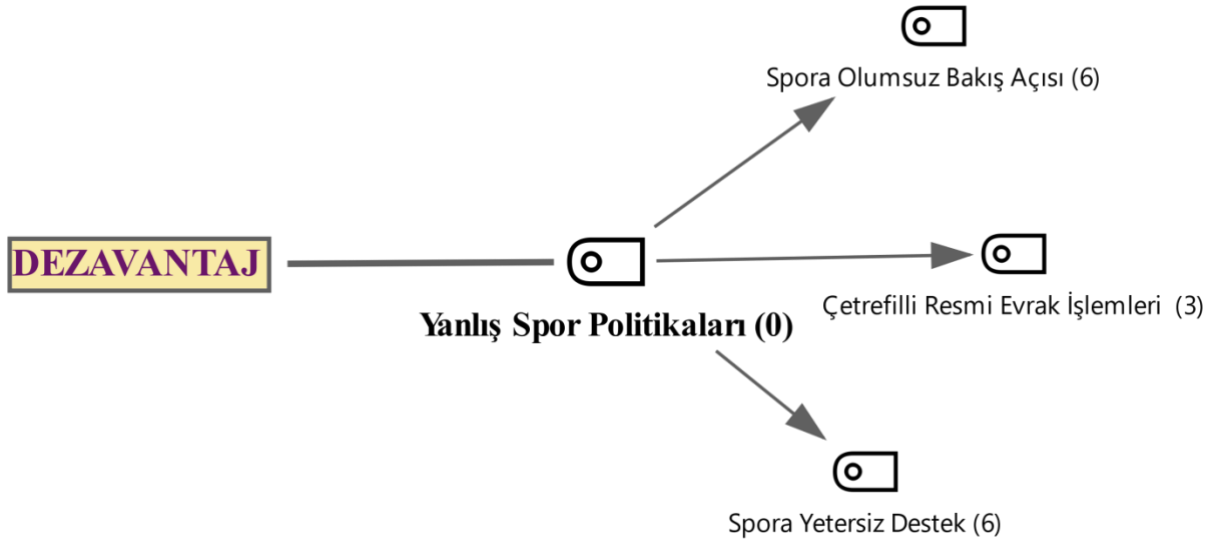 Spora Olumsuz Bakış Açısı (6)
DEZAVANTAJ
Yanlış Spor Politikaları (0)
Çetrefilli Resmi Evrak İşlemleri (3)
Spora Yetersiz Destek (6)